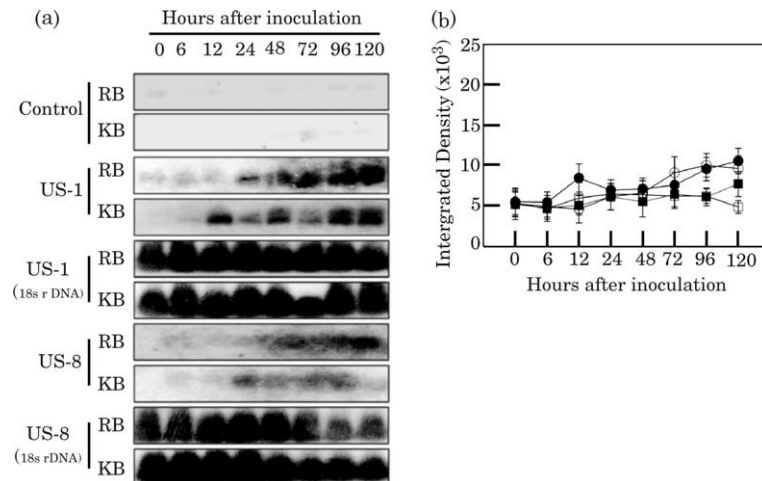 (a)
Hours after inoculation
0 6 12 24 48 72 96 120
Control
RB
KB
US-1
RB
KB
US-1
(18s r DNA)
RB
KB
US-8
RB
KB
US-8
(18s rDNA)
RB
KB
(b)
Intergrated Density (x10³)
25
20
15
10
5
0
0 6 12 24 48 72 96 120
Hours after inoculation